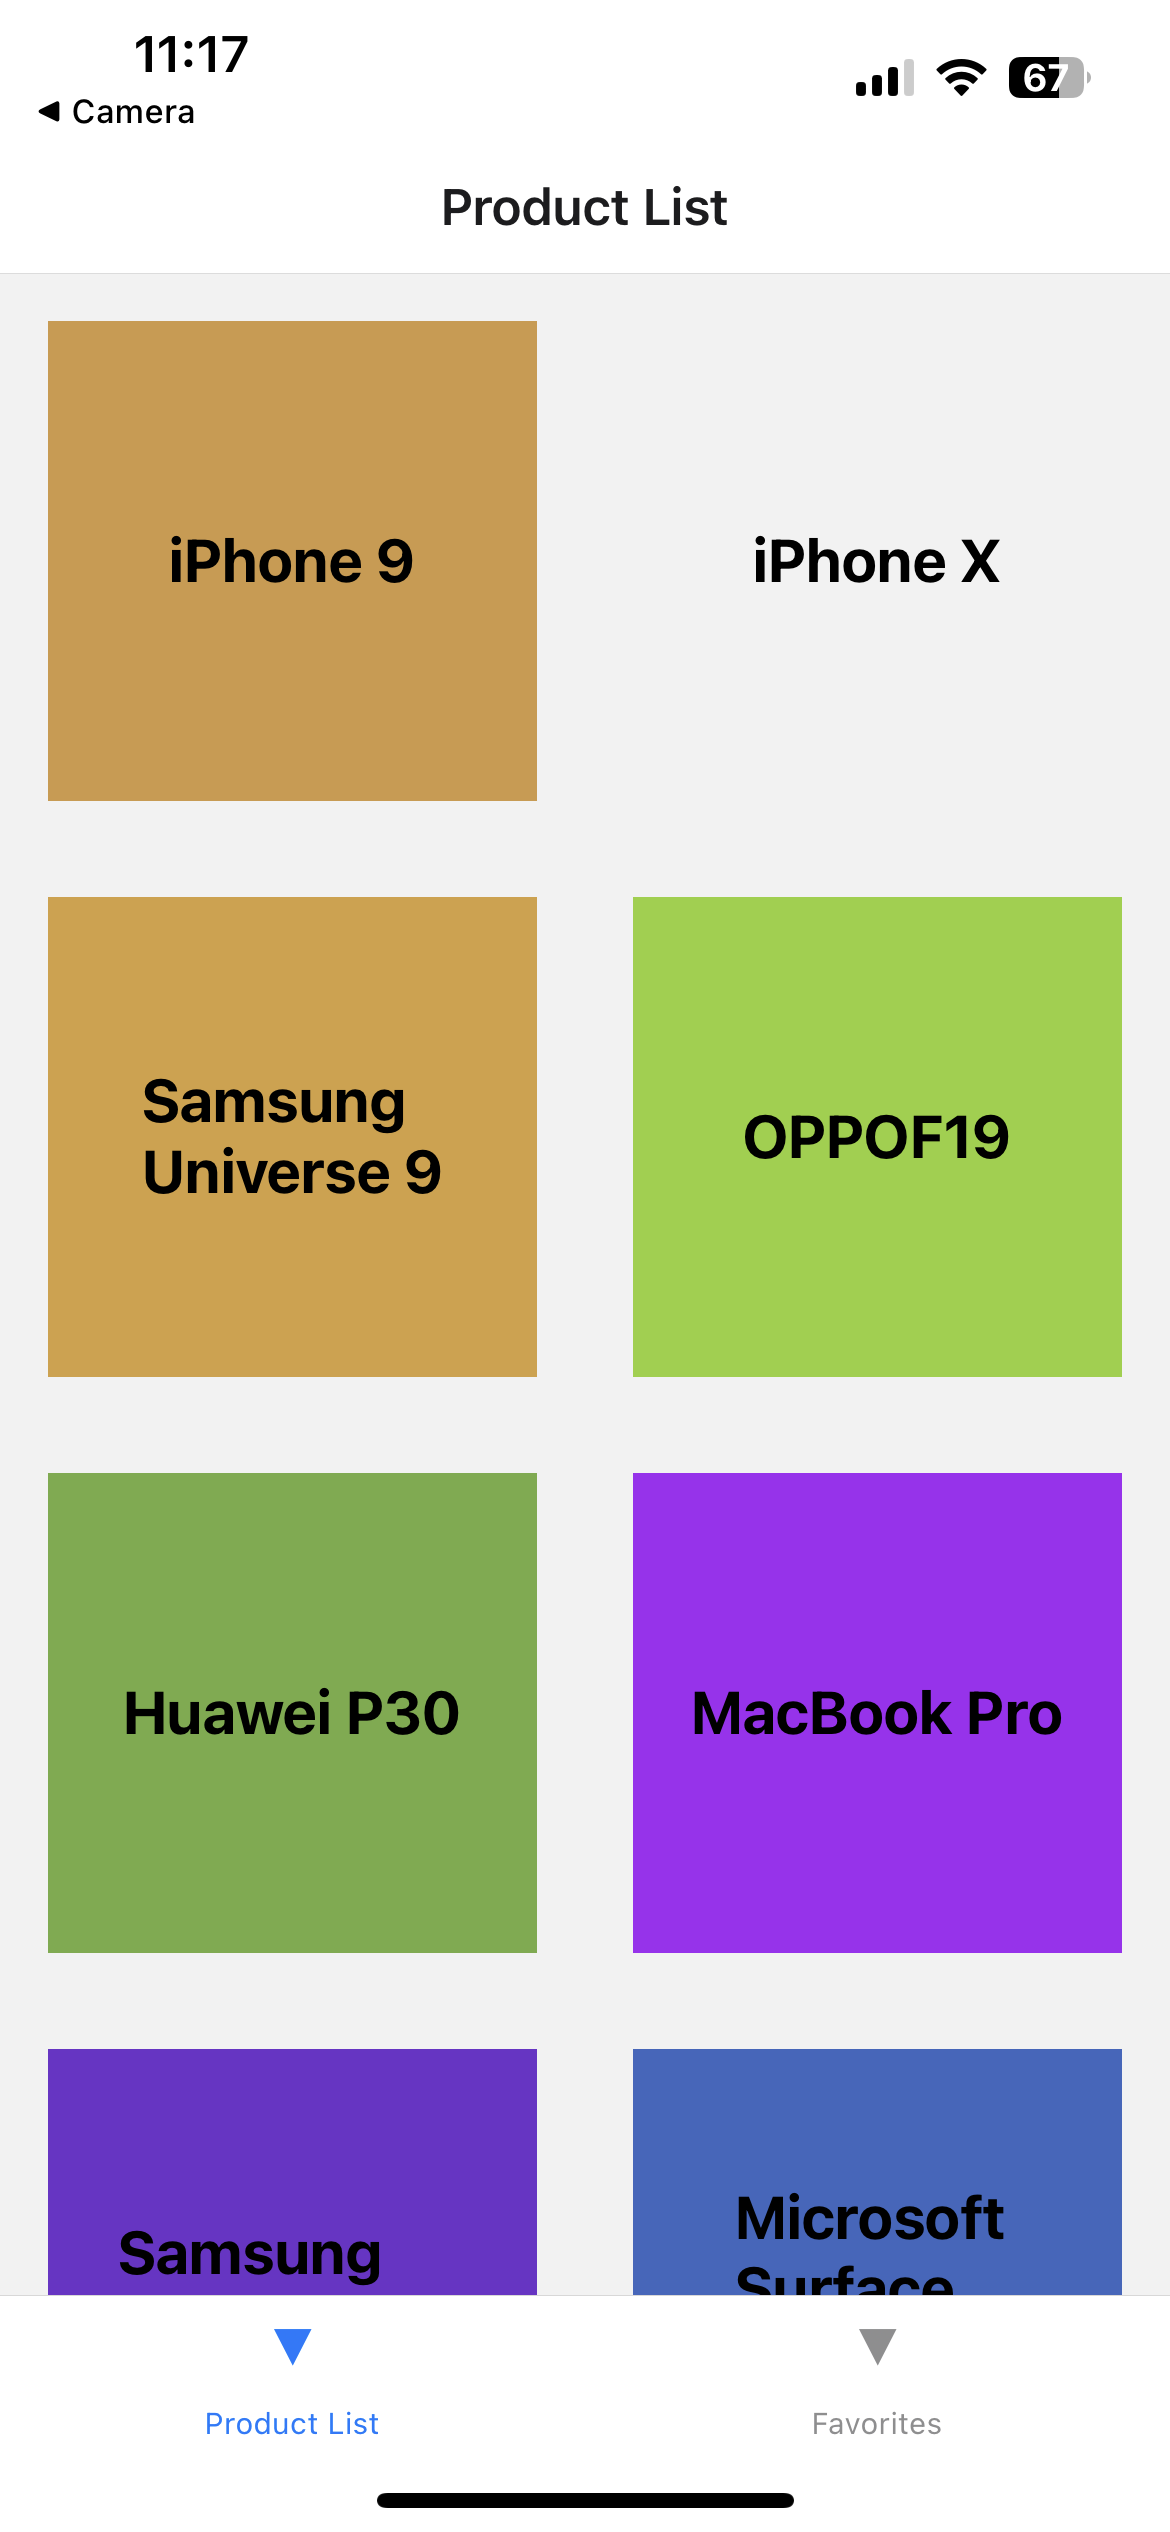 11:17
67
Camera
Product List
iPhone 9
iPhone X
Samsung
Universe 9
OPPOF19
Huawei P30
MacBook Pro
Samsung
Microsoft
Surface
Product List
Favorites